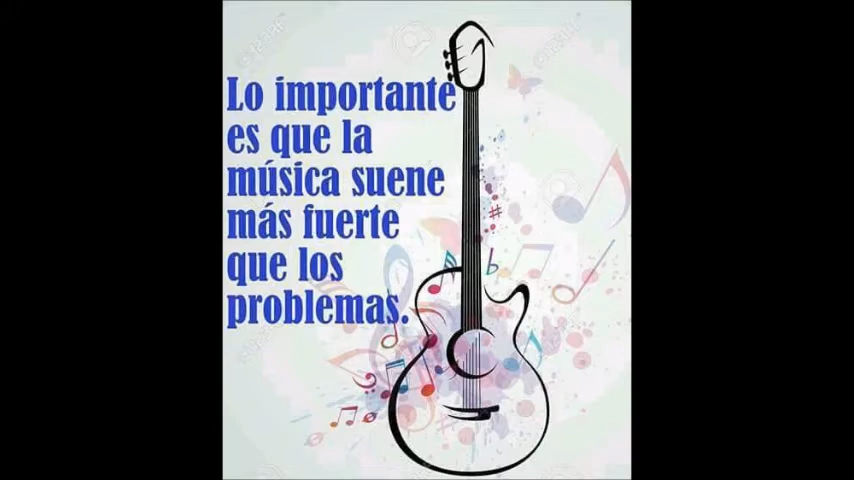 Lo importante
es que la
música suene
más fuerte
que los
problemas.